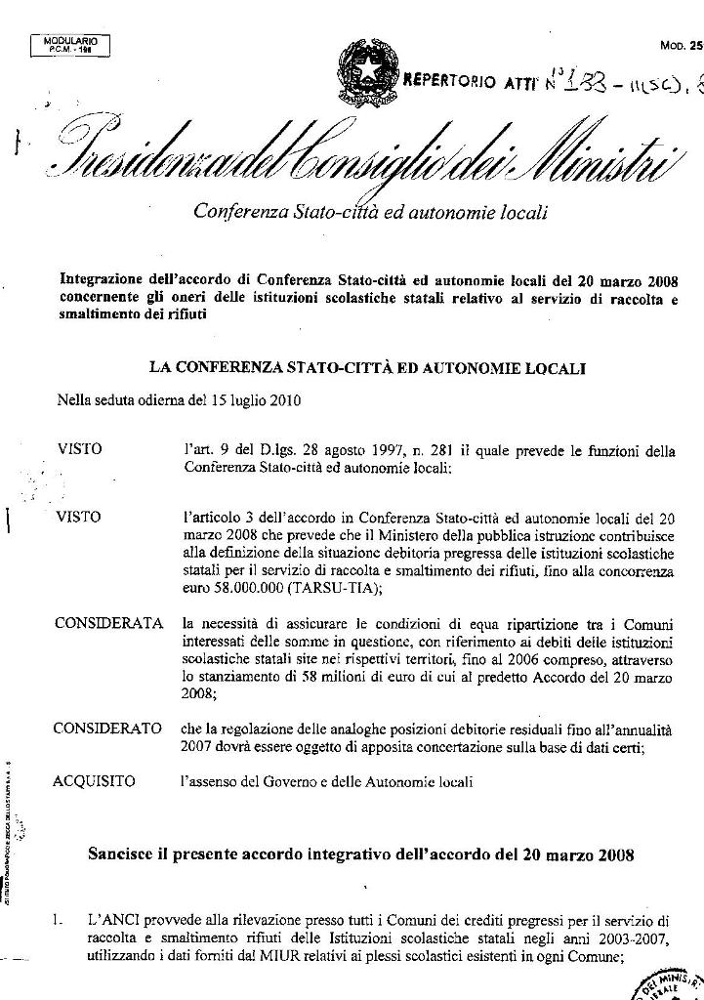 MODULARIO
P.C.M. - 198
MOD. 25
REPERTORIO ATTI N°
Presidenza del Consiglio dei Ministri
Conferenza Stato-città ed autonomie locali
Integrazione dell'accordo di Conferenza Stato-città ed autonomie locali del 20 marzo 2008
concernente gli oneri delle istituzioni scolastiche statali relativo al servizio di raccolta e
smaltimento dei rifiuti
LA CONFERENZA STATO-CITTÀ ED AUTONOMIE LOCALI
Nella seduta odierna del 15 luglio 2010
VISTO l'art. 9 del D.lgs. 28 agosto 1997, n. 281 il quale prevede le funzioni della
Conferenza Stato-città ed autonomie locali;
VISTO l'articolo 3 dell'accordo in Conferenza Stato-città ed autonomie locali del 20
marzo 2008 che prevede che il Ministero della pubblica istruzione contribuisce
alla definizione della situazione debitoria pregressa delle istituzioni scolastiche
statali per il servizio di raccolta e smaltimento dei rifiuti, fino alla concorrenza
euro 58.000.000 (TARSU-TIA);
CONSIDERATA la necessità di assicurare le condizioni di equa ripartizione tra i Comuni
interessati delle somme in questione, con riferimento ai debiti delle istituzioni
scolastiche statali site nei rispettivi territori, fino al 2006 compreso, attraverso
lo stanziamento di 58 milioni di euro di cui al predetto Accordo del 20 marzo
2008;
CONSIDERATO che la regolazione delle analoghe posizioni debitorie residuali fino all'annualità
2007 dovrà essere oggetto di apposita concertazione sulla base di dati certi;
ACQUISITO l'assenso del Governo e delle Autonomie locali
Sancisce il presente accordo integrativo dell'accordo del 20 marzo 2008
1. L'ANCI provvede alla rilevazione presso tutti i Comuni dei crediti pregressi per il servizio di
raccolta e smaltimento rifiuti delle Istituzioni scolastiche statali negli anni 2003-2007,
utilizzando i dati forniti dal MIUR relativi ai plessi scolastici esistenti in ogni Comune;
DEI MINIS